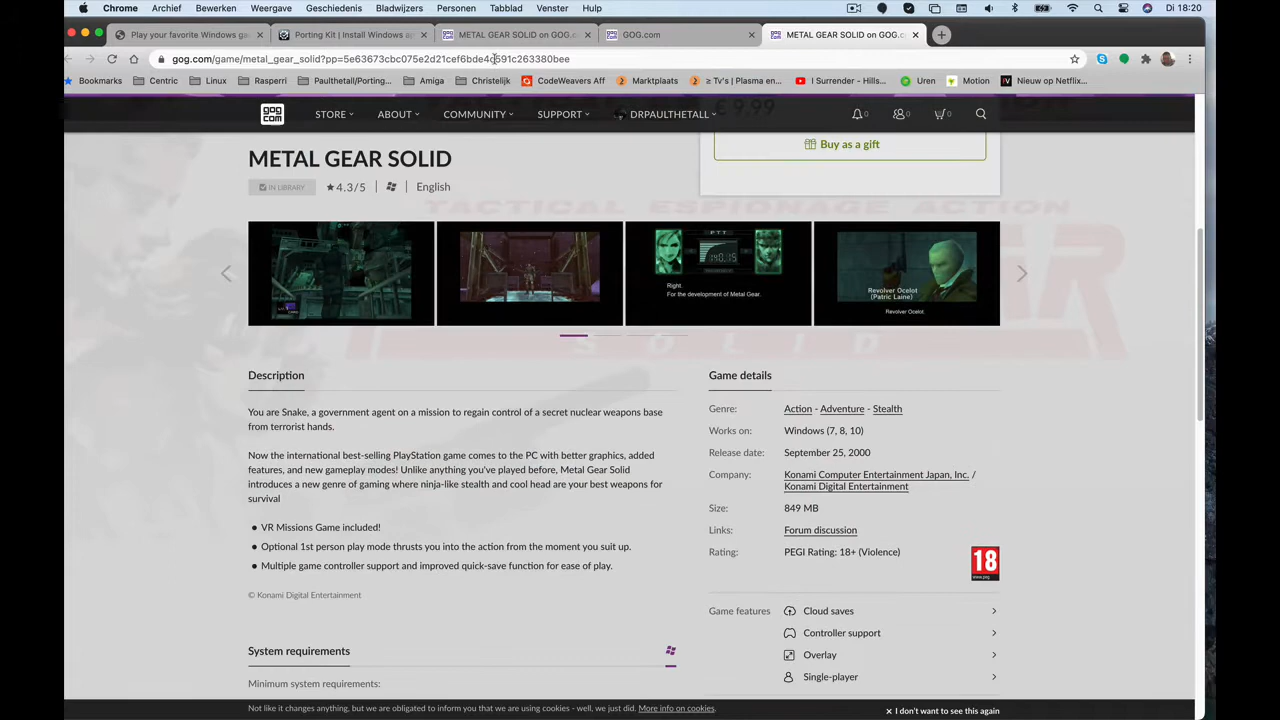 Chrome Archief Bewerken Weergave Geschiedenis Bladwijzers Personen Tabblad Venster Hulp Di 18:20
Play your favorite Windows ga Porting Kit | Install Windows ap METAL GEAR SOLID on GOG.c GOG.com METAL GEAR SOLID on GOG.c
gog.com/game/metal_gear_solid?pp=5e63673cbc075e2d21cef6bde4d591c263380bee
Bookmarks Centric Linux Rasperri Paulthetall/Porting... Amiga Christelijk CodeWeavers Aff Marktplaats ≥ Tv's | Plasma en... I Surrender - Hills... Uren Motion Nieuw op Netflix...
£ 9.99
gog
com
STORE ABOUT COMMUNITY SUPPORT DRPAULTHETALL 0 0 0
Buy as a gift
METAL GEAR SOLID
IN LIBRARY ★4.3/5 English
TACTICAL ESPIONAGE ACTION
PTT
140.15
Right.
For the development of Metal Gear.
Revolver Ocelot
(Patric Laine)
Revolver Ocelot
SOLID
Description
You are Snake, a government agent on a mission to regain control of a secret nuclear weapons base
from terrorist hands.
Now the international best-selling PlayStation game comes to the PC with better graphics, added
features, and new gameplay modes! Unlike anything you've played before, Metal Gear Solid
introduces a new genre of gaming where ninja-like stealth and cool head are your best weapons for
survival
● VR Missions Game included!
● Optional 1st person play mode thrusts you into the action from the moment you suit up.
● Multiple game controller support and improved quick-save function for ease of play.
© Konami Digital Entertainment
System requirements
Minimum system requirements:
Game details
Genre: Action - Adventure - Stealth
Works on: Windows (7, 8, 10)
Release date: September 25, 2000
Company: Konami Computer Entertainment Japan, Inc. /
Konami Digital Entertainment
Size: 849 MB
Links: Forum discussion
Rating: PEGI Rating: 18+ (Violence)
18
Game features Cloud saves
Controller support
Overlay
Single-player
Not like it changes anything, but we are obligated to inform you that we are using cookies - well, we just did. More info on cookies. × I don't want to see this again